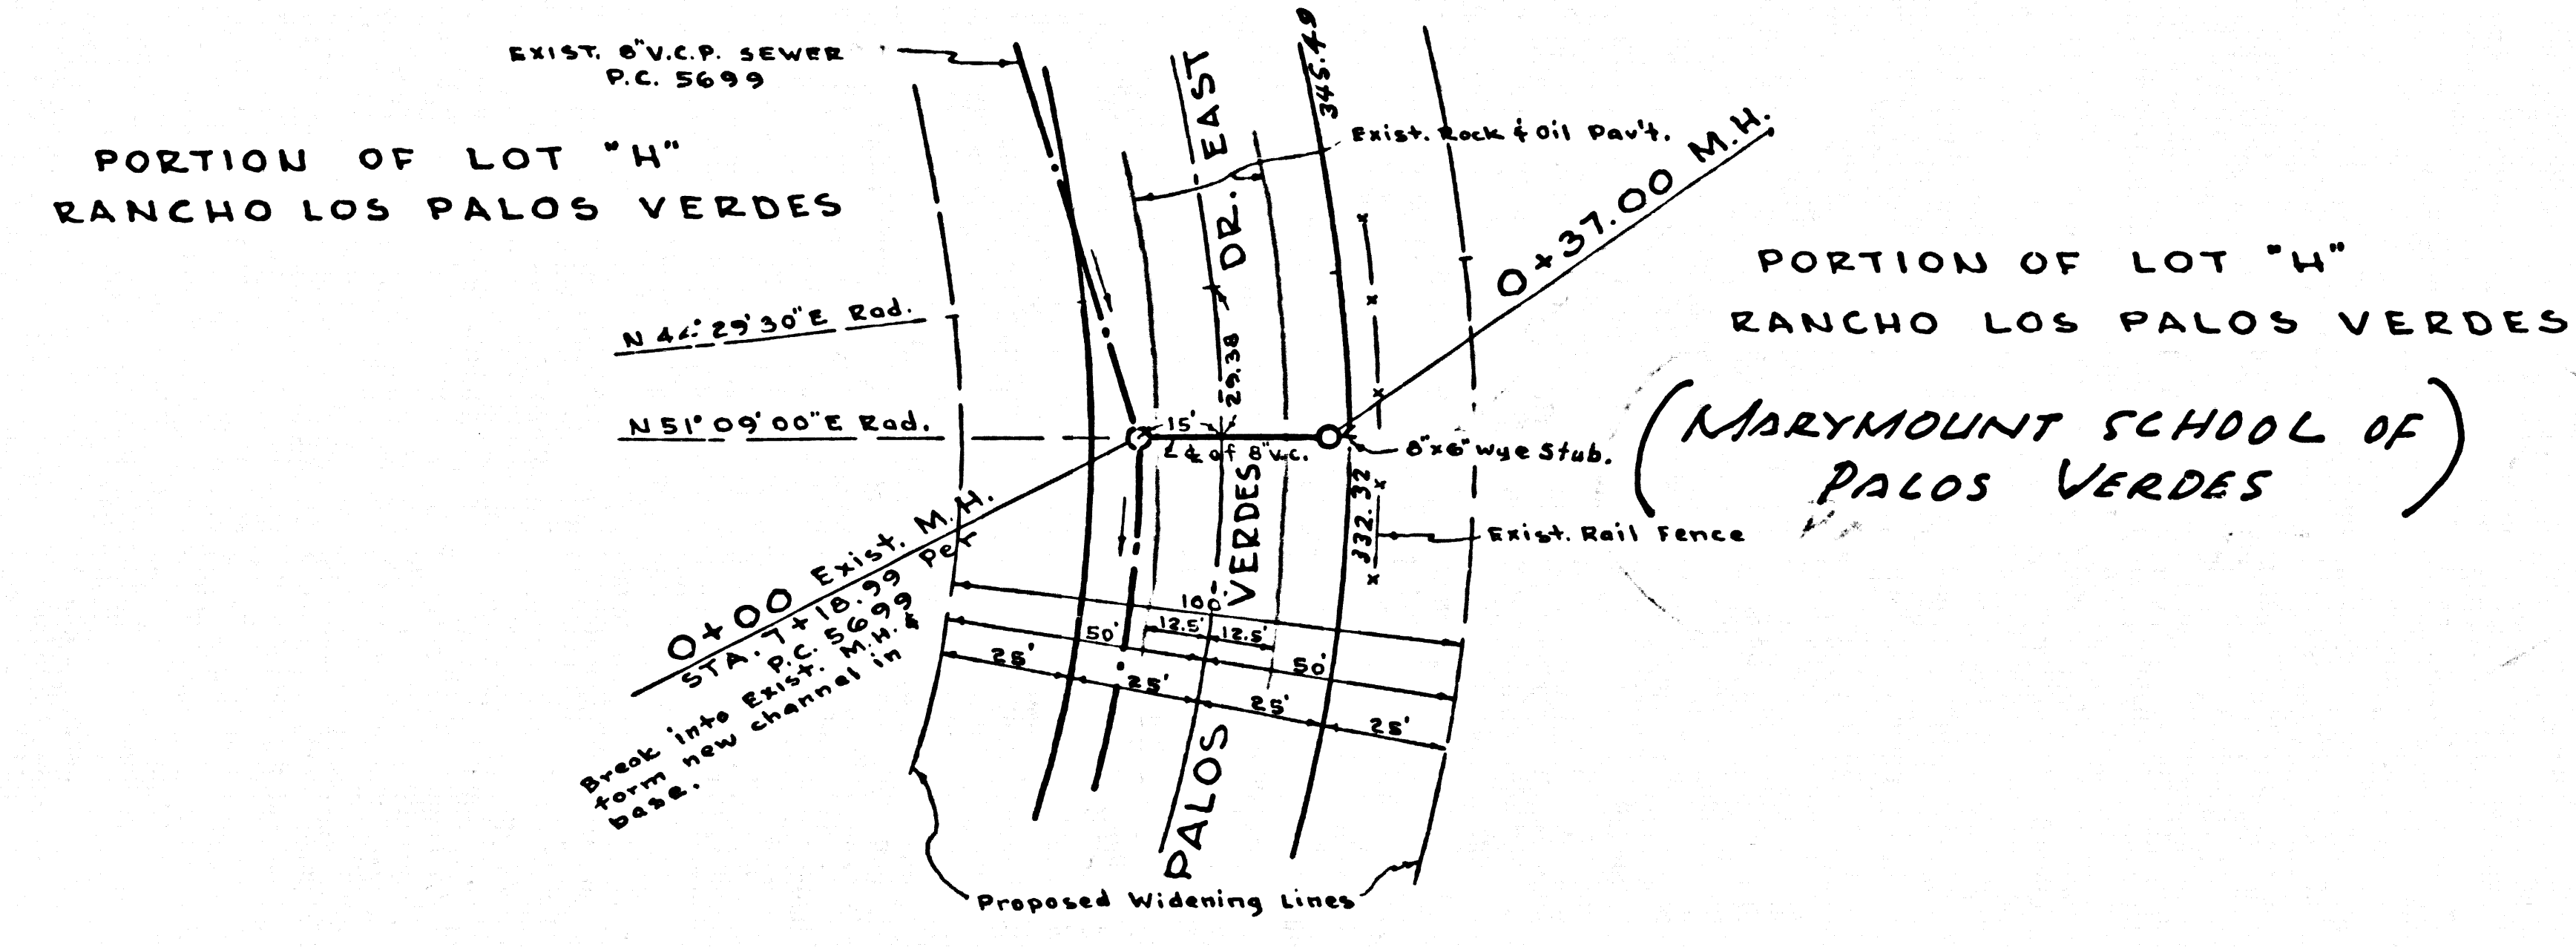 EXIST. 8" V.C.P. SEWER
P.C. 5699
PORTION OF LOT "H"
RANCHO LOS PALOS VERDES
PALOS VERDES DR. EAST
345.49
Exist. Rock & Oil Pav't.
0+37.00 M.H.
PORTION OF LOT "H"
RANCHO LOS PALOS VERDES
(MARYMOUNT SCHOOL OF
PALOS VERDES)
29'30"E Rad.
N 51° 09' 00"E Rad.
29.38
15'
of 8" v.c.
8"x6" Wye Stub.
332.32
Exist. Rail Fence
0+00 Exist. M.H.
STA. 7+18.99 Per
P.C. 5699
Break into Exist. M.H. &
form new channel in
base.
100'
50'
12.5'
12.5'
50'
25'
25'
25'
25'
Proposed Widening Lines